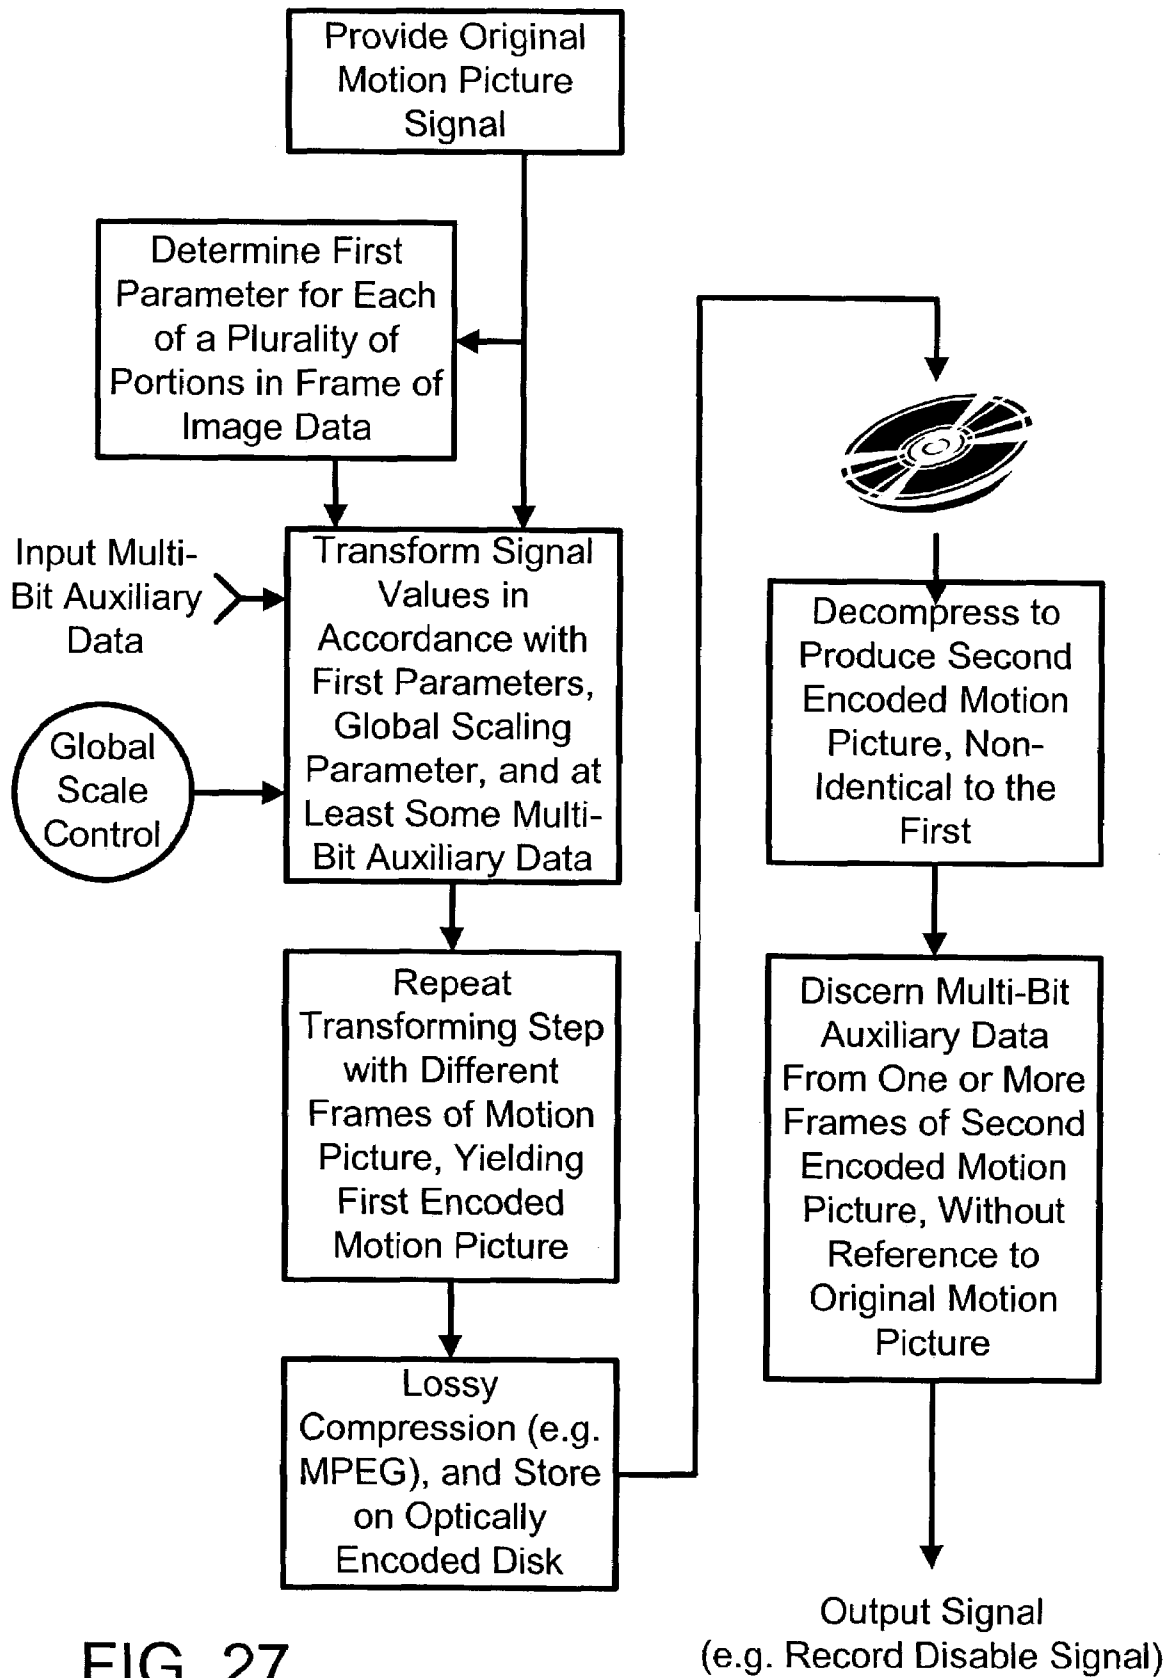 Provide Original
Motion Picture
Signal
Determine First
Parameter for Each
of a Plurality of
Portions in Frame of
Image Data
Input Multi-
Bit Auxiliary
Data
Global
Scale
Control
Transform Signal
Values in
Accordance with
First Parameters,
Global Scaling
Parameter, and at
Least Some Multi-
Bit Auxiliary Data
Repeat
Transforming Step
with Different
Frames of Motion
Picture, Yielding
First Encoded
Motion Picture
Lossy
Compression (e.g.
MPEG), and Store
on Optically
Encoded Disk
Decompress to
Produce Second
Encoded Motion
Picture, Non-
Identical to the
First
Discern Multi-Bit
Auxiliary Data
From One or More
Frames of Second
Encoded Motion
Picture, Without
Reference to
Original Motion
Picture
Output Signal
(e.g. Record Disable Signal)
FIG. 27